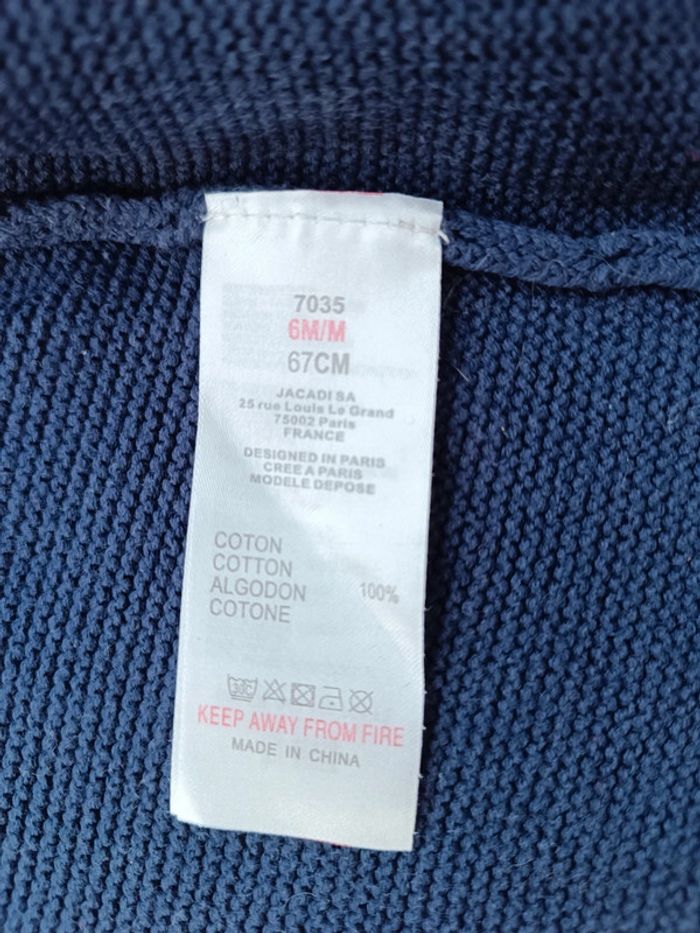 7035
6M/M
67CM
JACADI SA
25 rue Louis Le Grand
75002 Paris
FRANCE
DESIGNED IN PARIS
CREE A PARIS
MODELE DEPOSE
COTON
COTTON
ALGODON 100%
COTONE
30C
KEEP AWAY FROM FIRE
MADE IN CHINA